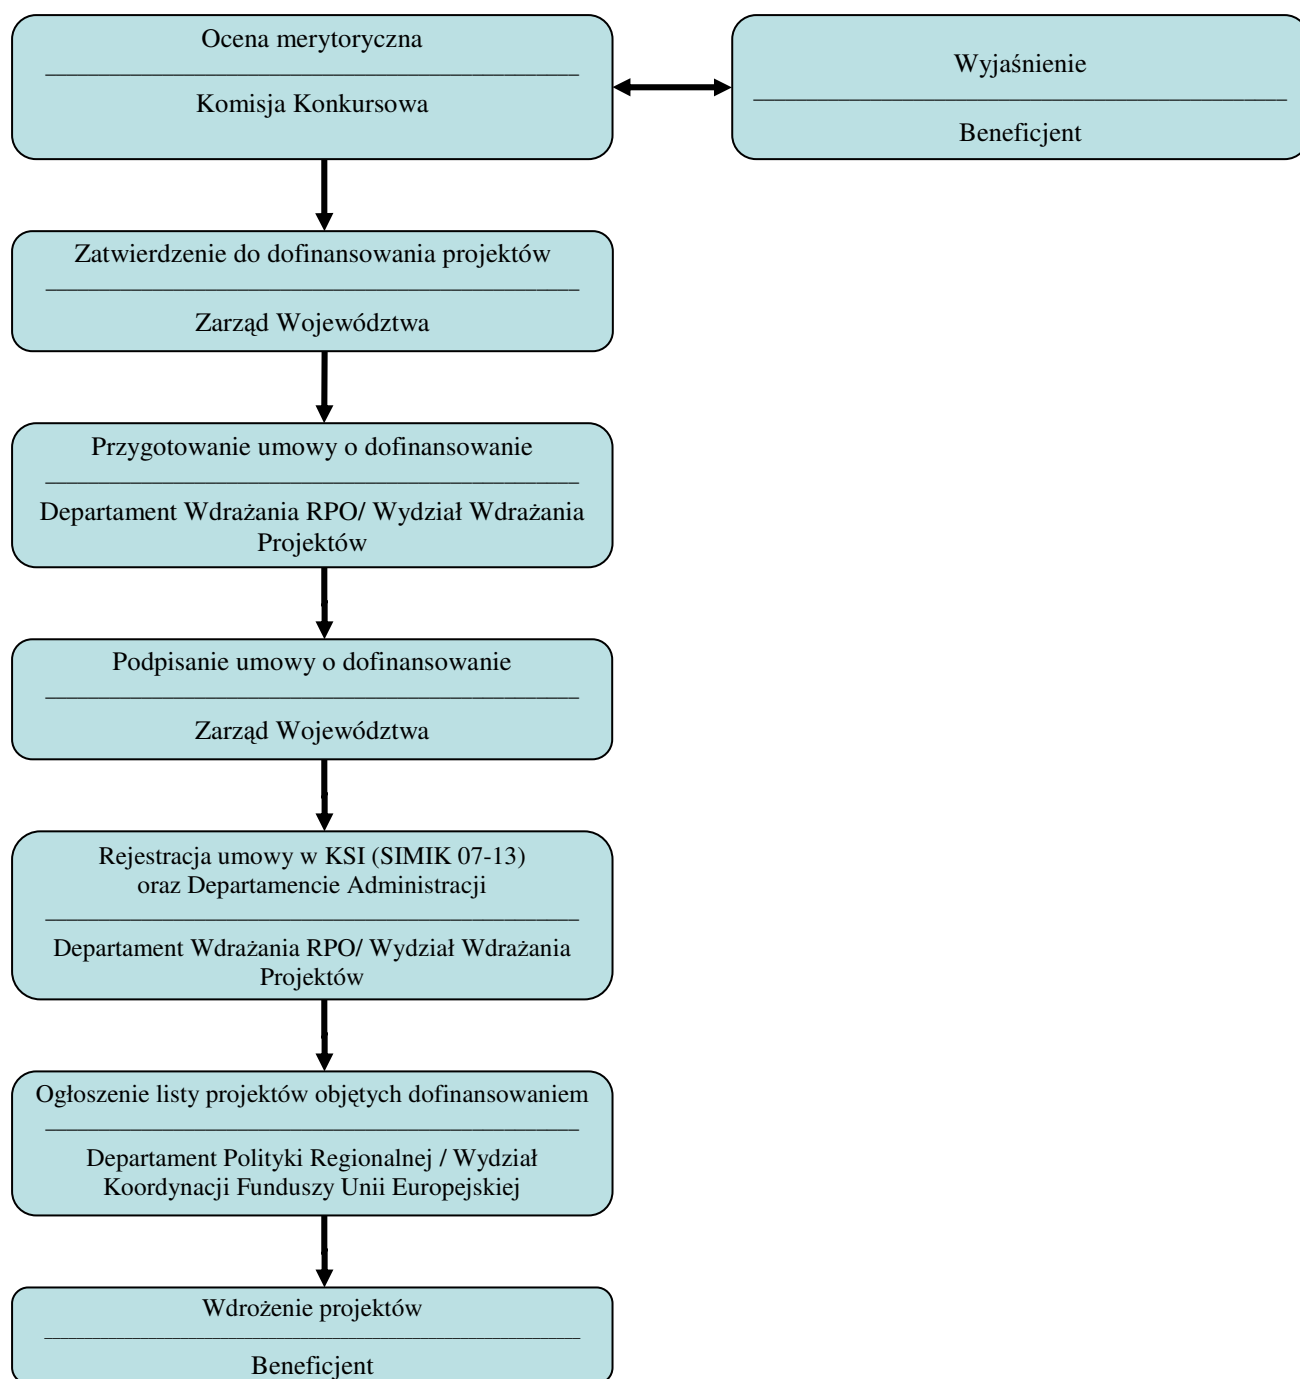 Ocena merytoryczna
Komisja Konkursowa
Wyjaśnienie
Beneficjent
Zatwierdzenie do dofinansowania projektów
Zarząd Województwa
Przygotowanie umowy o dofinansowanie
Departament Wdrażania RPO/ Wydział Wdrażania
Projektów
Podpisanie umowy o dofinansowanie
Zarząd Województwa
Rejestracja umowy w KSI (SIMIK 07-13)
oraz Departamencie Administracji
Departament Wdrażania RPO/ Wydział Wdrażania
Projektów
Ogłoszenie listy projektów objętych dofinansowaniem
Departament Polityki Regionalnej / Wydział
Koordynacji Funduszy Unii Europejskiej
Wdrożenie projektów
Beneficjent